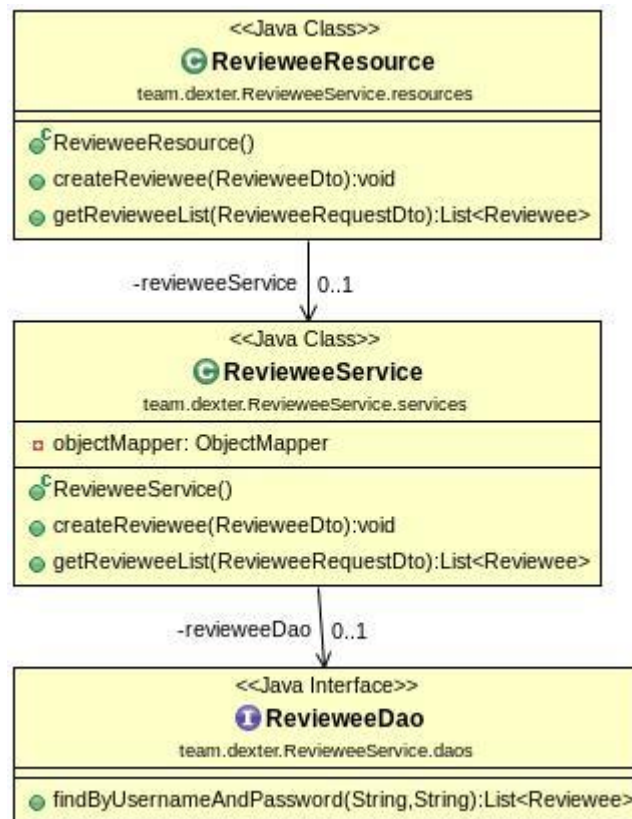 <<Java Class>>
RevieweeResource
team.dexter.RevieweeService.resources
RevieweeResource()
createReviewee(RevieweeDto):void
getRevieweeList(RevieweeRequestDto):List<Reviewee>
-revieweeService 0..1
<<Java Class>>
RevieweeService
team.dexter.RevieweeService.services
objectMapper: ObjectMapper
RevieweeService()
createReviewee(RevieweeDto):void
getRevieweeList(RevieweeRequestDto):List<Reviewee>
-revieweeDao 0..1
<<Java Interface>>
RevieweeDao
team.dexter.RevieweeService.daos
findByUsernameAndPassword(String,String):List<Reviewee>